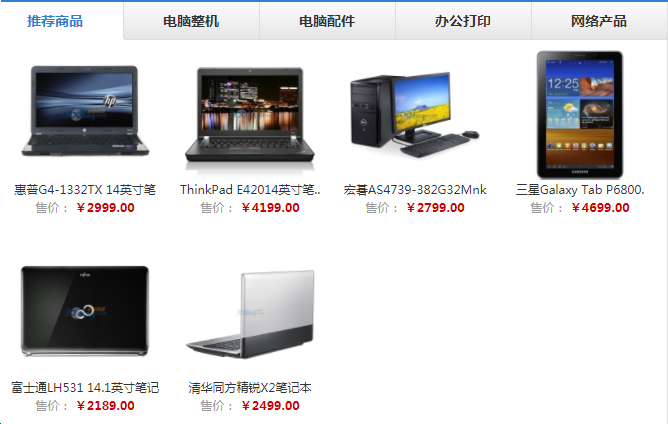 推荐商品 电脑整机 电脑配件 办公打印 网络产品
惠普G4-1332TX 14英寸笔 ThinkPad E42014英寸笔.. 宏碁AS4739-382G32Mnk 三星Galaxy Tab P6800.
售价： ￥2999.00 售价： ￥4199.00 售价： ￥2799.00 售价： ￥4699.00
富士通LH531 14.1英寸笔记 清华同方精锐X2笔记本
售价： ￥2189.00 售价： ￥2499.00